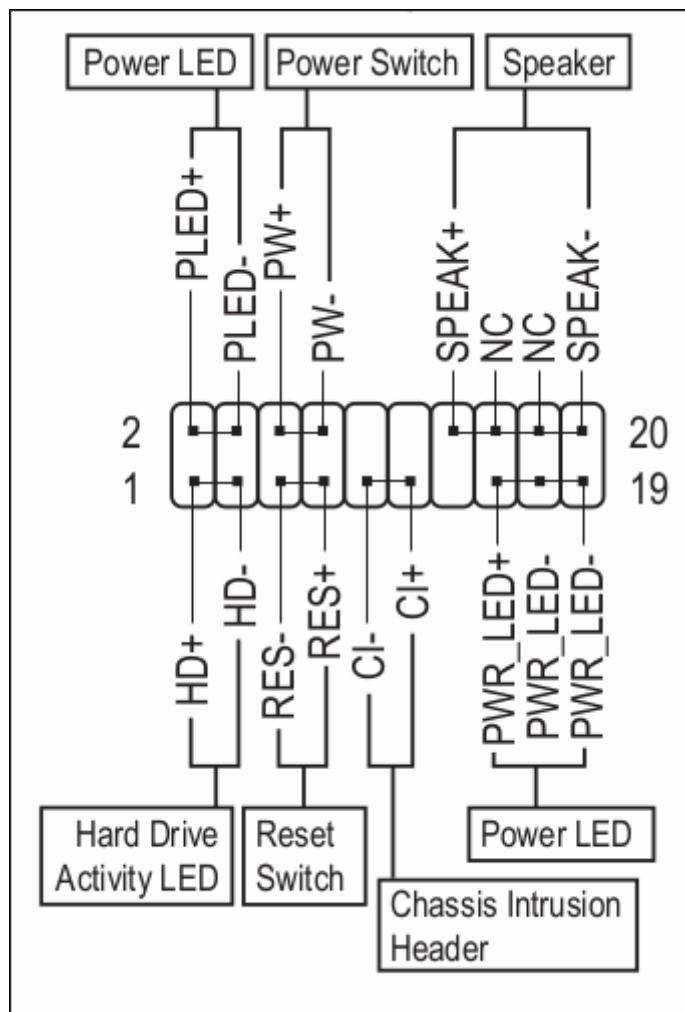 Power LED
Power Switch
Speaker
PLED+
PLED-
PW+
PW-
SPEAK+
NC
NC
SPEAK-
2
20
1
19
HD+
HD-
RES-
RES+
CI-
CI+
PWR_LED+
PWR_LED-
PWR_LED-
Hard Drive
Activity LED
Reset
Switch
Power LED
Chassis Intrusion
Header